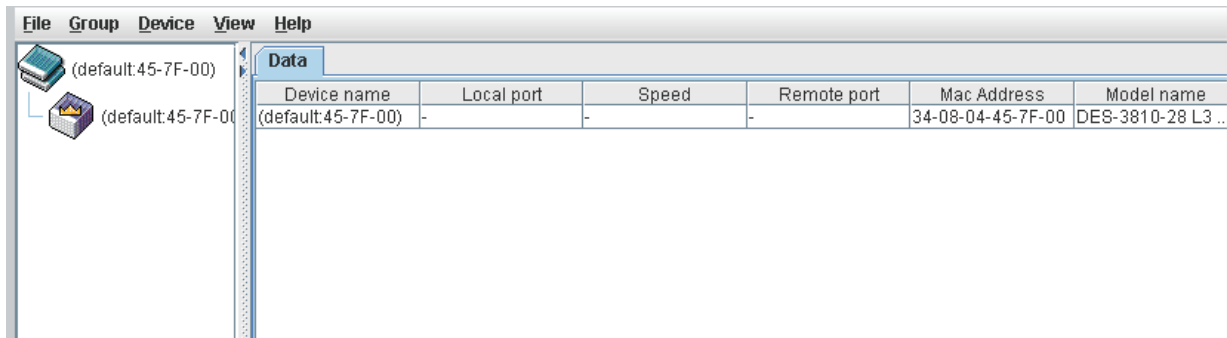 File Group Device View Help
(default:45-7F-00)
(default:45-7F-00
Data
Device name Local port Speed Remote port Mac Address Model name
(default:45-7F-00) - - - 34-08-04-45-7F-00 DES-3810-28 L3 ...